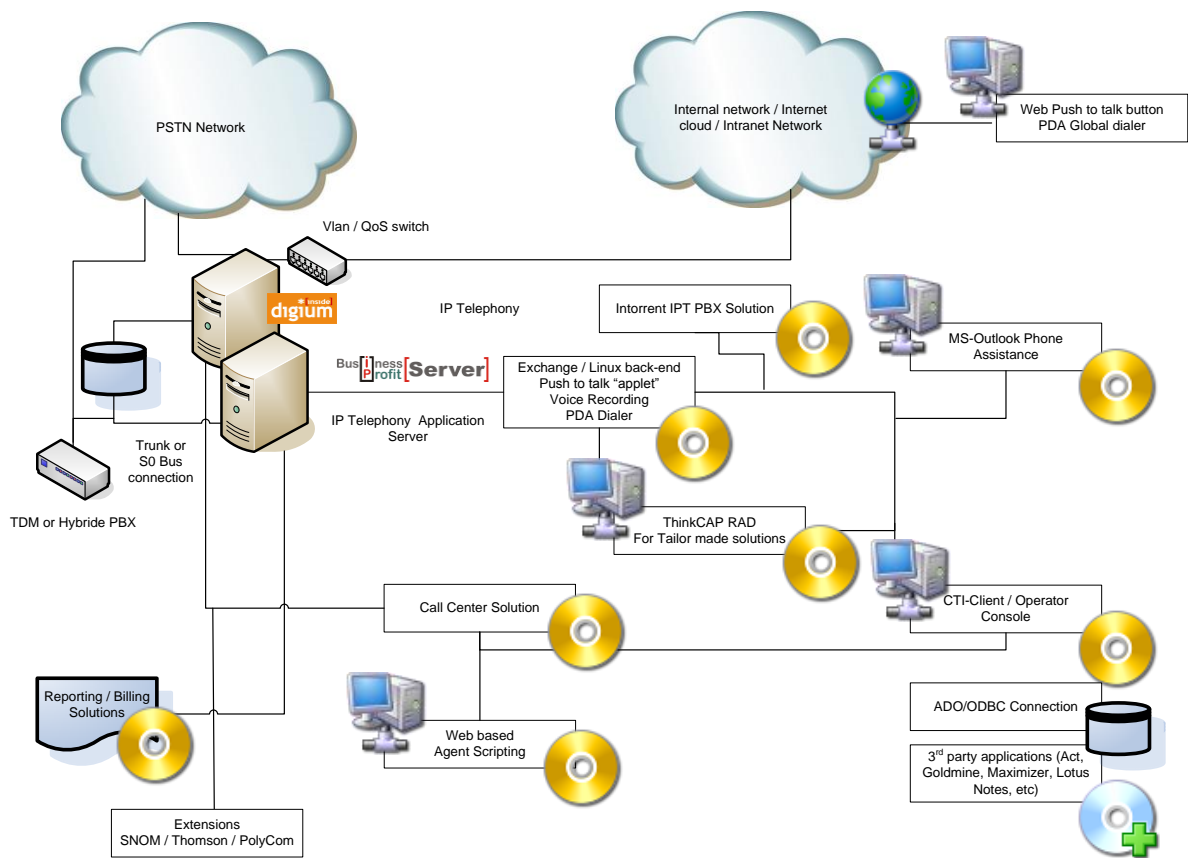 PSTN Network
Internal network / Internet
cloud / Intranet Network
Web Push to talk button
PDA Global dialer
Vlan / QoS switch
[inside]
digium
IP Telephony
Intorrent IPT PBX Solution
MS-Outlook Phone
Assistance
Bus[i]ness
[P]rofit
[Server]
Exchange / Linux back-end
Push to talk “applet”
Voice Recording
PDA Dialer
IP Telephony Application
Server
Trunk or
S0 Bus
connection
TDM or Hybride PBX
ThinkCAP RAD
For Tailor made solutions
Call Center Solution
CTI-Client / Operator
Console
Reporting / Billing
Solutions
Web based
Agent Scripting
ADO/ODBC Connection
3rd party applications (Act,
Goldmine, Maximizer, Lotus
Notes, etc)
Extensions
SNOM / Thomson / PolyCom